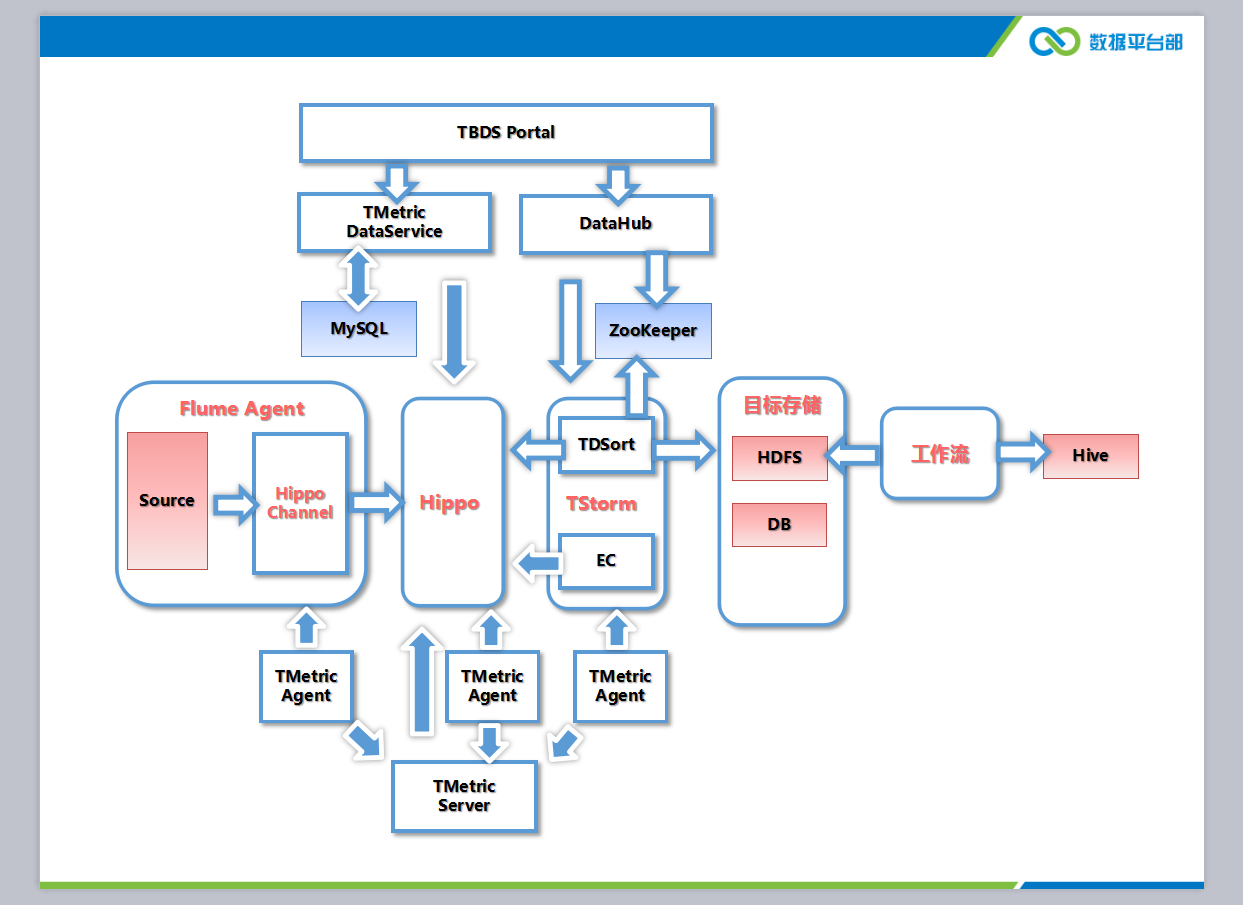 数据平台部
TBDS Portal
TMetric
DataService
DataHub
MySQL
ZooKeeper
Flume Agent
Source
Hippo
Channel
Hippo
TDSort
TStorm
EC
目标存储
HDFS
DB
工作流
Hive
TMetric
Agent
TMetric
Agent
TMetric
Agent
TMetric
Server